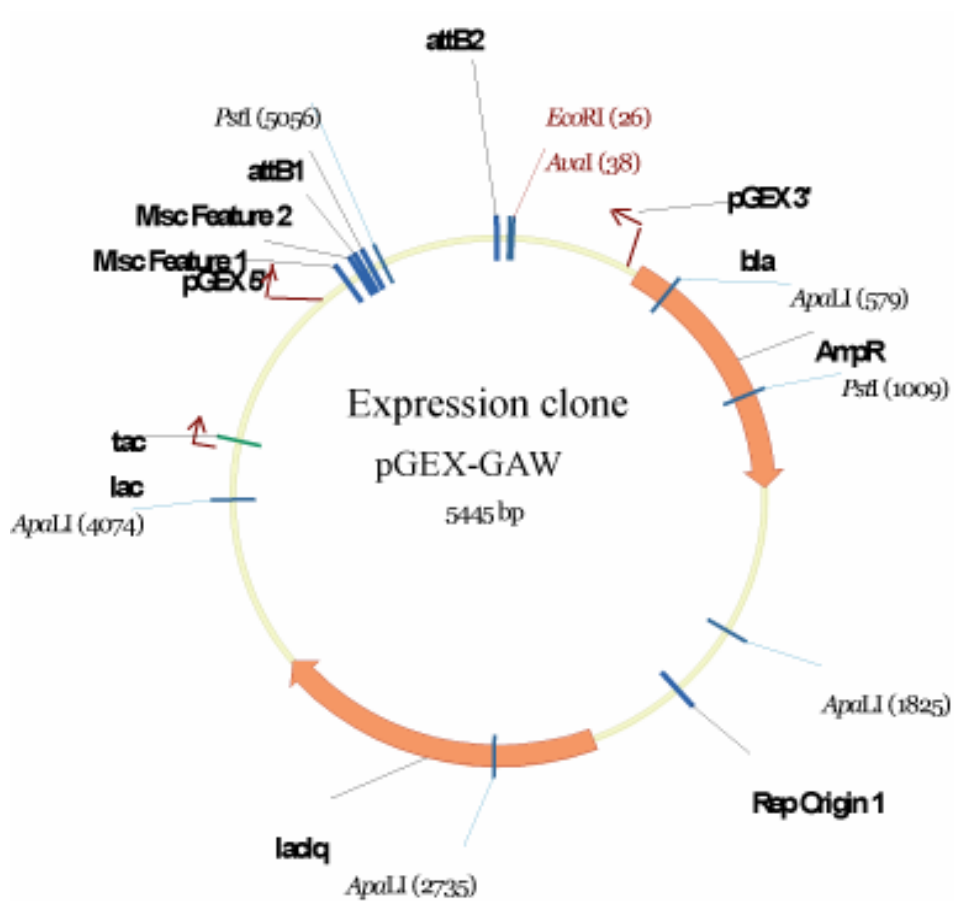 attB2
PstI (5056)
EcoRI (26)
attB1
AvaI (38)
pGEX 3'
Misc Feature 2
Misc Feature 1
bla
pGEX 5'
ApaLI (579)
AmpR
PstI (1009)
Expression clone
pGEX-GAW
tac
lac
5445 bp
ApaLI (4074)
ApaLI (1825)
Rep Origin 1
lacIq
ApaLI (2735)